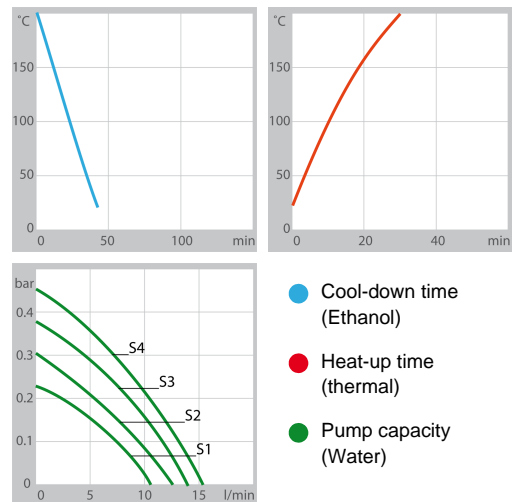 ˚C
150
100
50
0
0 50 100 min
˚C
150
100
50
0
0 20 40 min
bar
0.4
0.3
0.2
0.1
0
0 5 10 15 l/min
S4
S3
S2
S1
Cool-down time
(Ethanol)
Heat-up time
(thermal)
Pump capacity
(Water)